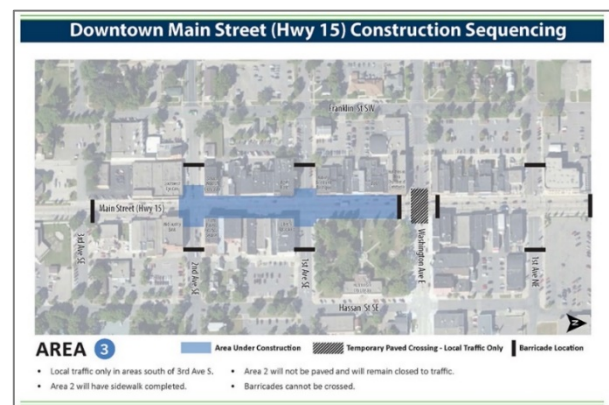 Downtown Main Street (Hwy 15) Construction Sequencing
Franklin St SW
Main Street (Hwy 15)
3rd Ave SE
2nd Ave SE
1st Ave SE
Washington Ave E
1st Ave NE
Hassan St SE
N
AREA 3
Area Under Construction
Temporary Paved Crossing - Local Traffic Only
Barricade Location
• Local traffic only in areas south of 3rd Ave S.
• Area 2 will have sidewalk completed.
• Area 2 will not be paved and will remain closed to traffic.
• Barricades cannot be crossed.